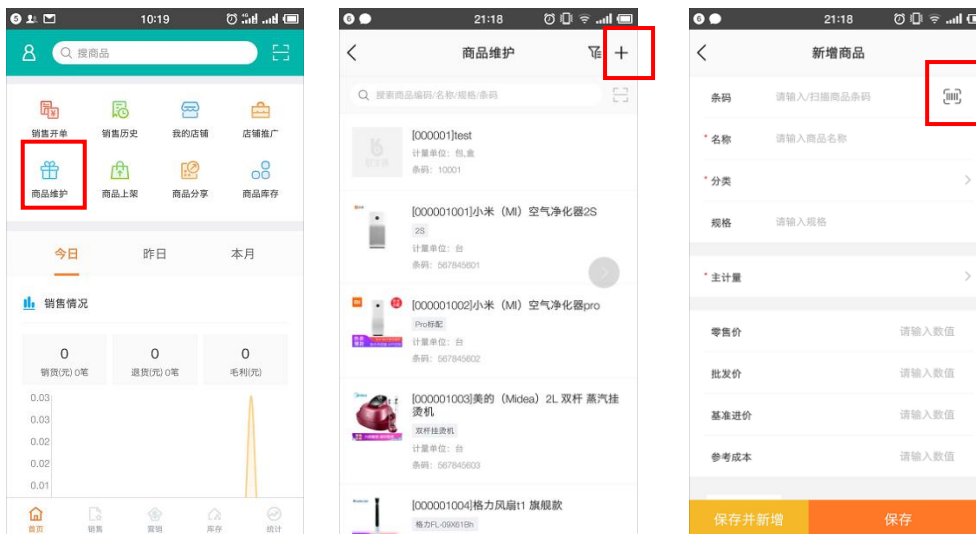 6
10:19
搜商品
销售开单
销售历史
我的店铺
店铺推广
商品维护
商品上架
商品分享
商品库存
今日
昨日
本月
销售情况
0
0
0
销货(元) 0笔
退货(元) 0笔
毛利(元)
0.03
0.03
0.02
0.02
0.01
首页
销售
营销
库存
统计
6
21:18
商品维护
搜索商品编码/名称/规格/条码
[000001]test
计量单位：包,盒
条码：10001
[000001001]小米（MI）空气净化器2S
2S
计量单位：台
条码：567845601
[000001002]小米（MI）空气净化器pro
Pro标配
计量单位：台
条码：567845602
[000001003]美的（Midea）2L 双杆 蒸汽挂
烫机
双杆挂烫机
计量单位：台
条码：567845603
[000001004]格力风扇t1 旗舰款
格力FL-09X61Bh
6
21:18
新增商品
条码
请输入/扫描商品条码
*名称
请输入商品名称
*分类
规格
请输入规格
*主计量
零售价
请输入数值
批发价
请输入数值
基准进价
请输入数值
参考成本
请输入数值
保存并新增
保存